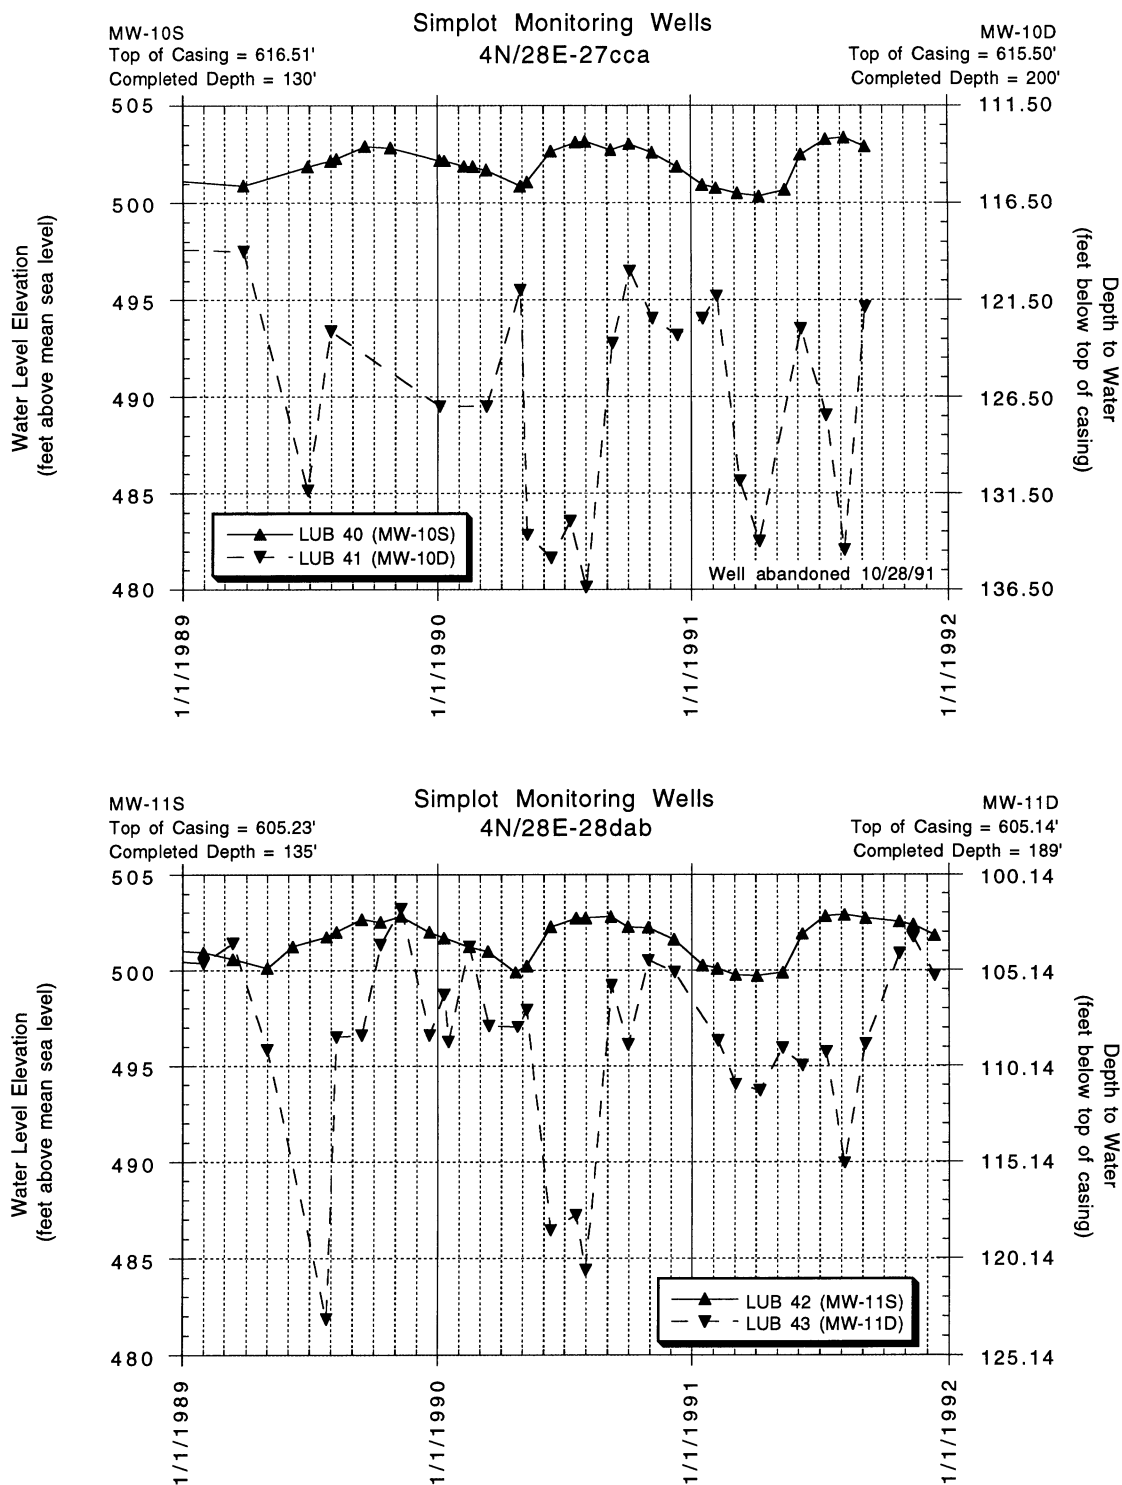 Simplot Monitoring Wells
4N/28E-27cca
MW-10S
Top of Casing = 616.51'
Completed Depth = 130'
MW-10D
Top of Casing = 615.50'
Completed Depth = 200'
505
500
495
490
485
480
Water Level Elevation
(feet above mean sea level)
111.50
116.50
121.50
126.50
131.50
136.50
Depth to Water
(feet below top of casing)
LUB 40 (MW-10S)
LUB 41 (MW-10D)
Well abandoned 10/28/91
1/1/1989
1/1/1990
1/1/1991
1/1/1992
Simplot Monitoring Wells
4N/28E-28dab
MW-11S
Top of Casing = 605.23'
Completed Depth = 135'
MW-11D
Top of Casing = 605.14'
Completed Depth = 189'
505
500
495
490
485
480
Water Level Elevation
(feet above mean sea level)
100.14
105.14
110.14
115.14
120.14
125.14
Depth to Water
(feet below top of casing)
LUB 42 (MW-11S)
LUB 43 (MW-11D)
1/1/1989
1/1/1990
1/1/1991
1/1/1992